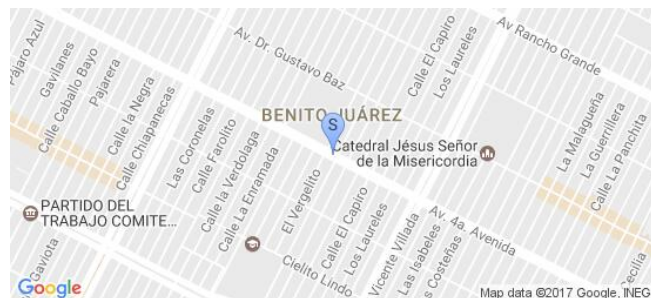 Pájaro Azul
Gavilanes
Calle Caballo Bayo
Pajarera
Calle la Negra
Calle Chiapanecas
Las Coronelas
Calle Farolito
Calle la Verdolaga
Calle La Enramada
Av. Dr. Gustavo Baz
Calle El Capiro
Los Laureles
Av Rancho Grande
BENITO JUÁREZ
S
Catedral Jésus Señor
de la Misericordia
La Malagueña
La Guerrillera
Calle La Panchita
PARTIDO DEL
TRABAJO COMITE...
El Vergelito
Calle El Capiro
Los Laureles
Vicente Villada
Las Isabeles
Costeñas
Av. 4a. Avenida
Cielito Lindo
Gaviota
Cecilia
Google
Map data ©2017 Google, INEG